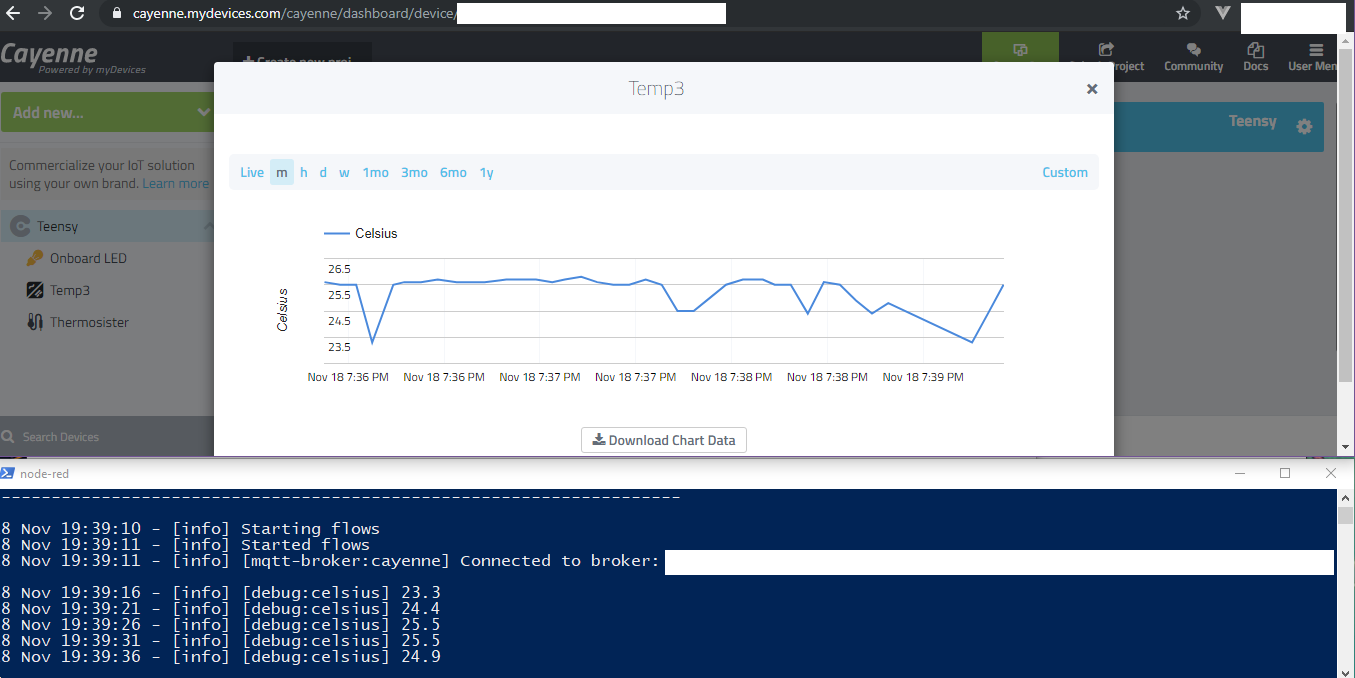 cayenne.mydevices.com/cayenne/dashboard/device/
Cayenne
Powered by myDevices
Create new proj
Project
Community
Docs
User Men
Temp3
Add new...
Teensy
Commercialize your IoT solution
using your own brand. Learn more
Live m h d w 1mo 3mo 6mo 1y
Custom
Teensy
Onboard LED
Temp3
Thermosister
Celsius
Celsius
26.5
25.5
24.5
23.5
Nov 18 7:36 PM Nov 18 7:36 PM Nov 18 7:37 PM Nov 18 7:37 PM Nov 18 7:38 PM Nov 18 7:38 PM Nov 18 7:39 PM
Search Devices
Download Chart Data
node-red
--------------------------------------------------------------------
8 Nov 19:39:10 - [info] Starting flows
8 Nov 19:39:11 - [info] Started flows
8 Nov 19:39:11 - [info] [mqtt-broker:cayenne] Connected to broker:
8 Nov 19:39:16 - [info] [debug:celsius] 23.3
8 Nov 19:39:21 - [info] [debug:celsius] 24.4
8 Nov 19:39:26 - [info] [debug:celsius] 25.5
8 Nov 19:39:31 - [info] [debug:celsius] 25.5
8 Nov 19:39:36 - [info] [debug:celsius] 24.9